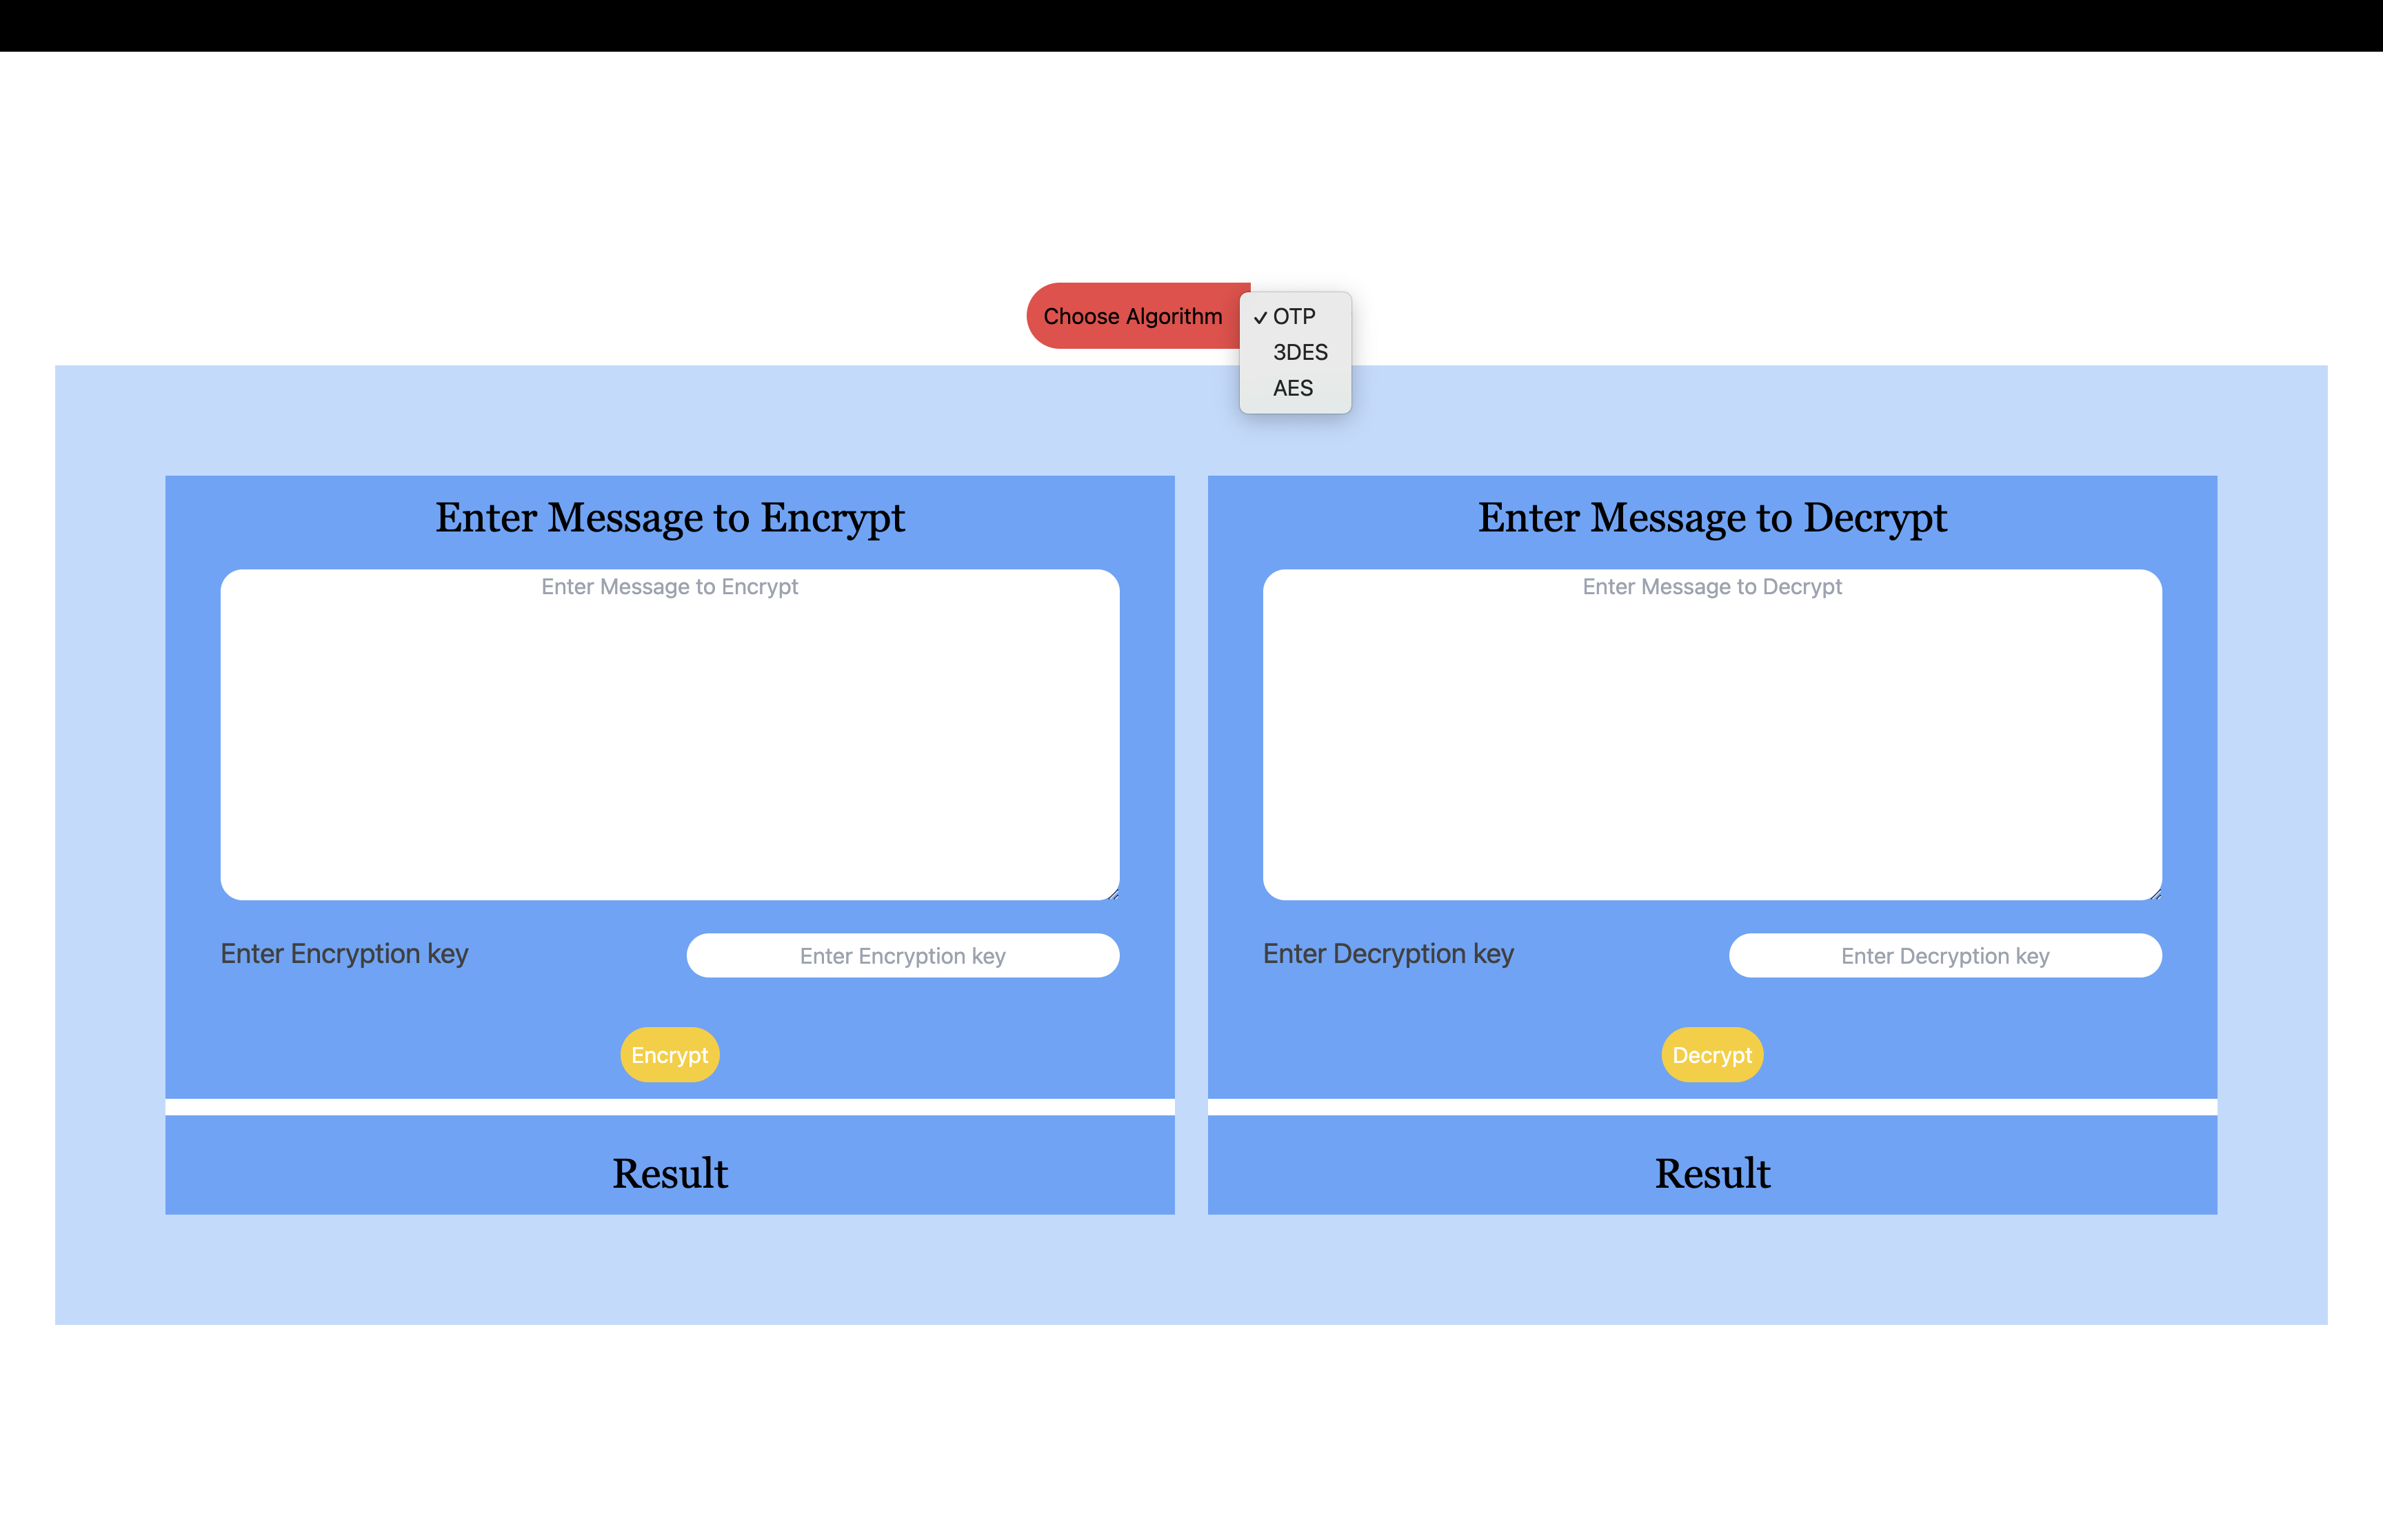 Choose Algorithm
✓ OTP
3DES
AES
Enter Message to Encrypt
Enter Message to Encrypt
Enter Encryption key
Enter Encryption key
Encrypt
Result
Enter Message to Decrypt
Enter Message to Decrypt
Enter Decryption key
Enter Decryption key
Decrypt
Result